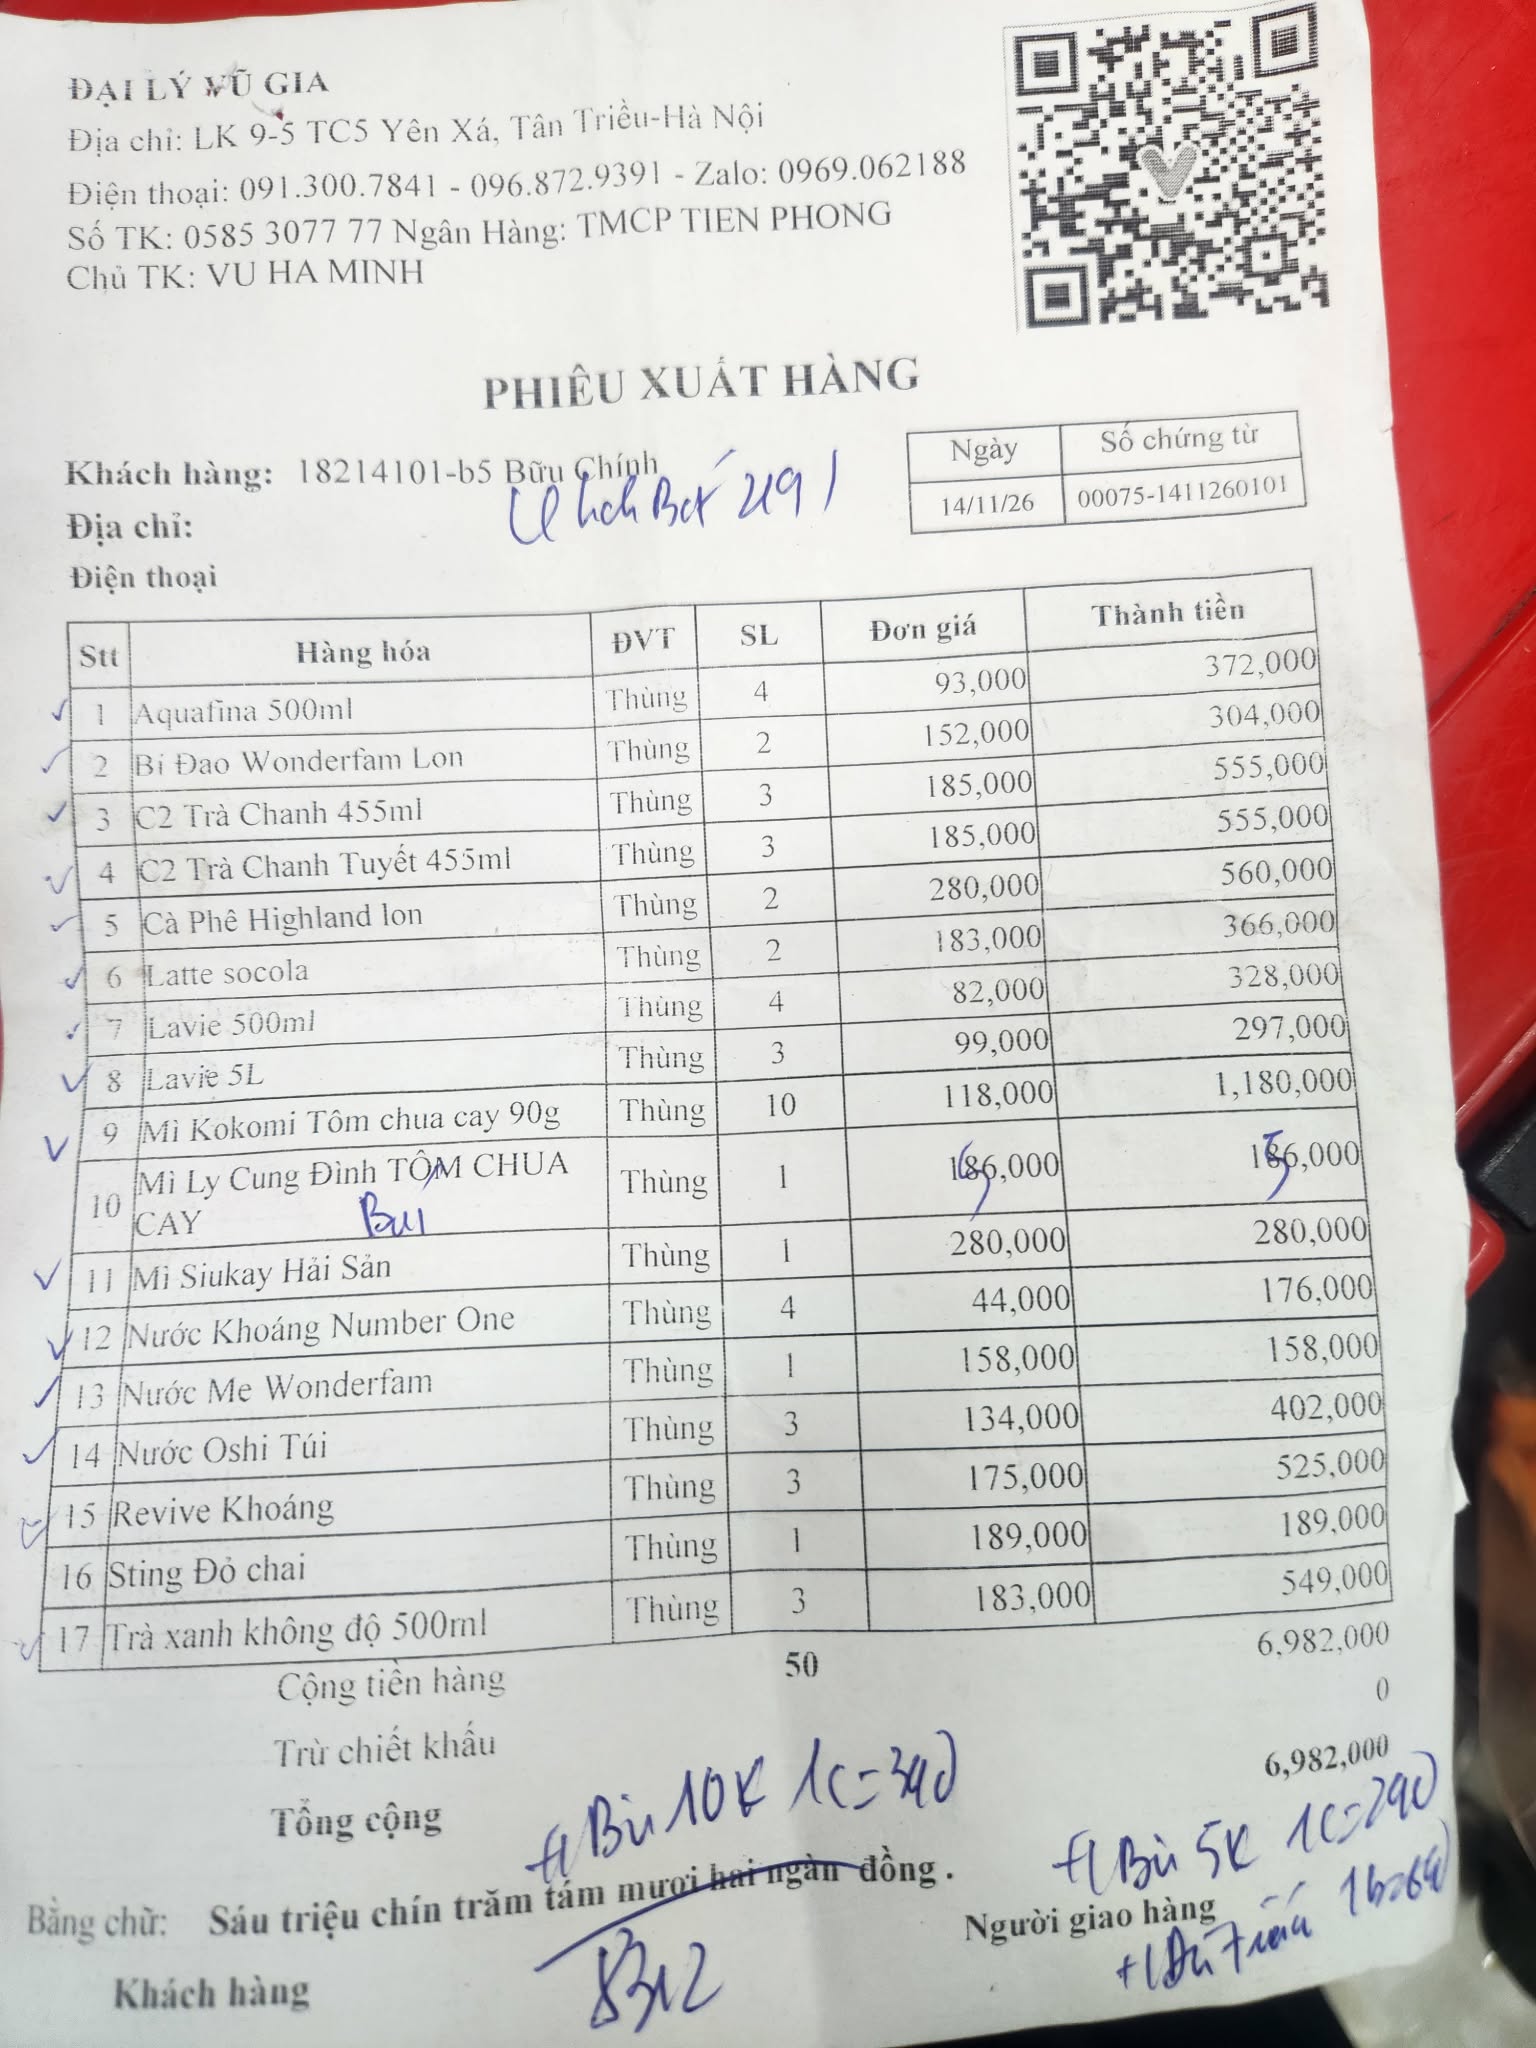 ĐẠI LÝ VŨ GIA
Địa chỉ: LK 9-5 TC5 Yên Xá, Tân Triều-Hà Nội
Điện thoại: 091.300.7841 - 096.872.9391 - Zalo: 0969.062188
Số TK: 0585 3077 77 Ngân Hàng: TMCP TIEN PHONG
Chủ TK: VU HA MINH
PHIẾU XUẤT HÀNG
Ngày Số chứng từ
14/11/26 00075-1411260101
Khách hàng: 18214101-b5 Bửu Chính
Địa chỉ:
Điện thoại
Stt Hàng hóa ĐVT SL Đơn giá Thành tiền
1 Aquafina 500ml Thùng 4 93,000 372,000
2 Bí Đao Wonderfam Lon Thùng 2 152,000 304,000
3 C2 Trà Chanh 455ml Thùng 3 185,000 555,000
4 C2 Trà Chanh Tuyết 455ml Thùng 3 185,000 555,000
5 Cà Phê Highland lon Thùng 2 280,000 560,000
6 Latte socola Thùng 2 183,000 366,000
7 Lavie 500ml Thùng 4 82,000 328,000
8 Lavie 5L Thùng 3 99,000 297,000
9 Mì Kokomi Tôm chua cay 90g Thùng 10 118,000 1,180,000
10 Mì Ly Cung Đình TÔM CHUA CAY Thùng 1 186,000 186,000
11 Mì Siukay Hải Sản Thùng 1 280,000 280,000
12 Nước Khoáng Number One Thùng 4 44,000 176,000
13 Nước Me Wonderfam Thùng 1 158,000 158,000
14 Nước Oshi Túi Thùng 3 134,000 402,000
15 Revive Khoáng Thùng 3 175,000 525,000
16 Sting Đỏ chai Thùng 1 189,000 189,000
17 Trà xanh không độ 500ml Thùng 3 183,000 549,000
Cộng tiền hàng 50 6,982,000
Trừ chiết khấu 0
Tổng cộng 6,982,000
+1 Bù 10K 1C=390
+1 Bù 5K 1C=290
Bằng chữ: Sáu triệu chín trăm tám mươi hai ngàn đồng .
Khách hàng Người giao hàng
8312